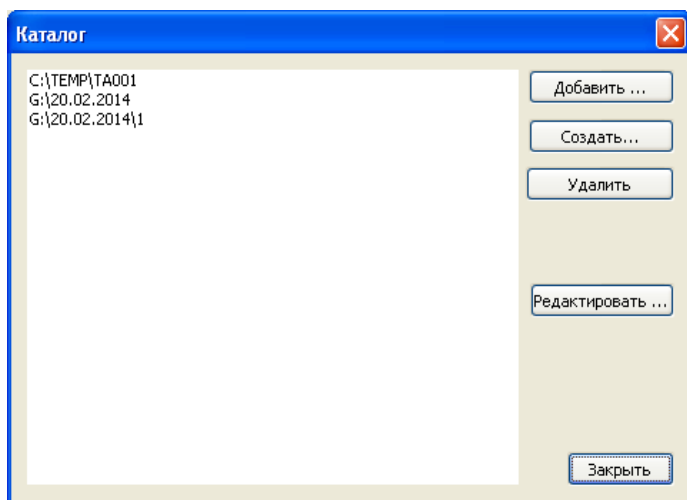 Каталог
C:\TEMP\TA001
G:\20.02.2014
G:\20.02.2014\1
Добавить ...
Создать...
Удалить
Редактировать ...
Закрыть